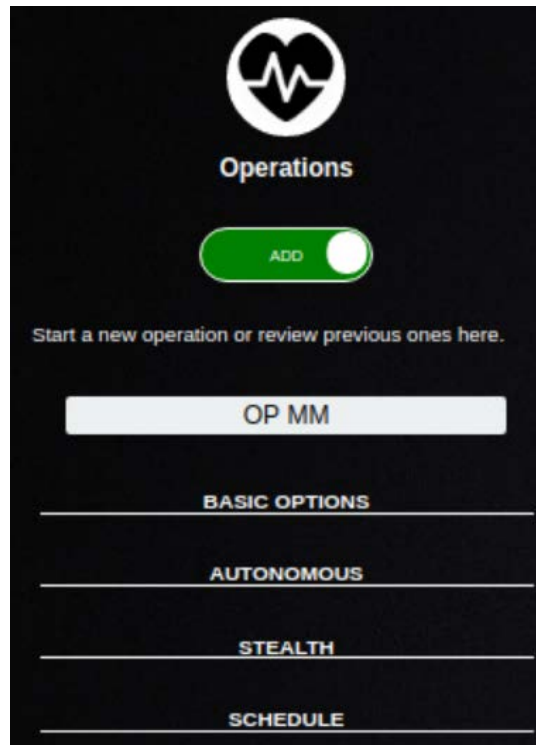 Operations
ADD
Start a new operation or review previous ones here.
OP MM
BASIC OPTIONS
AUTONOMOUS
STEALTH
SCHEDULE